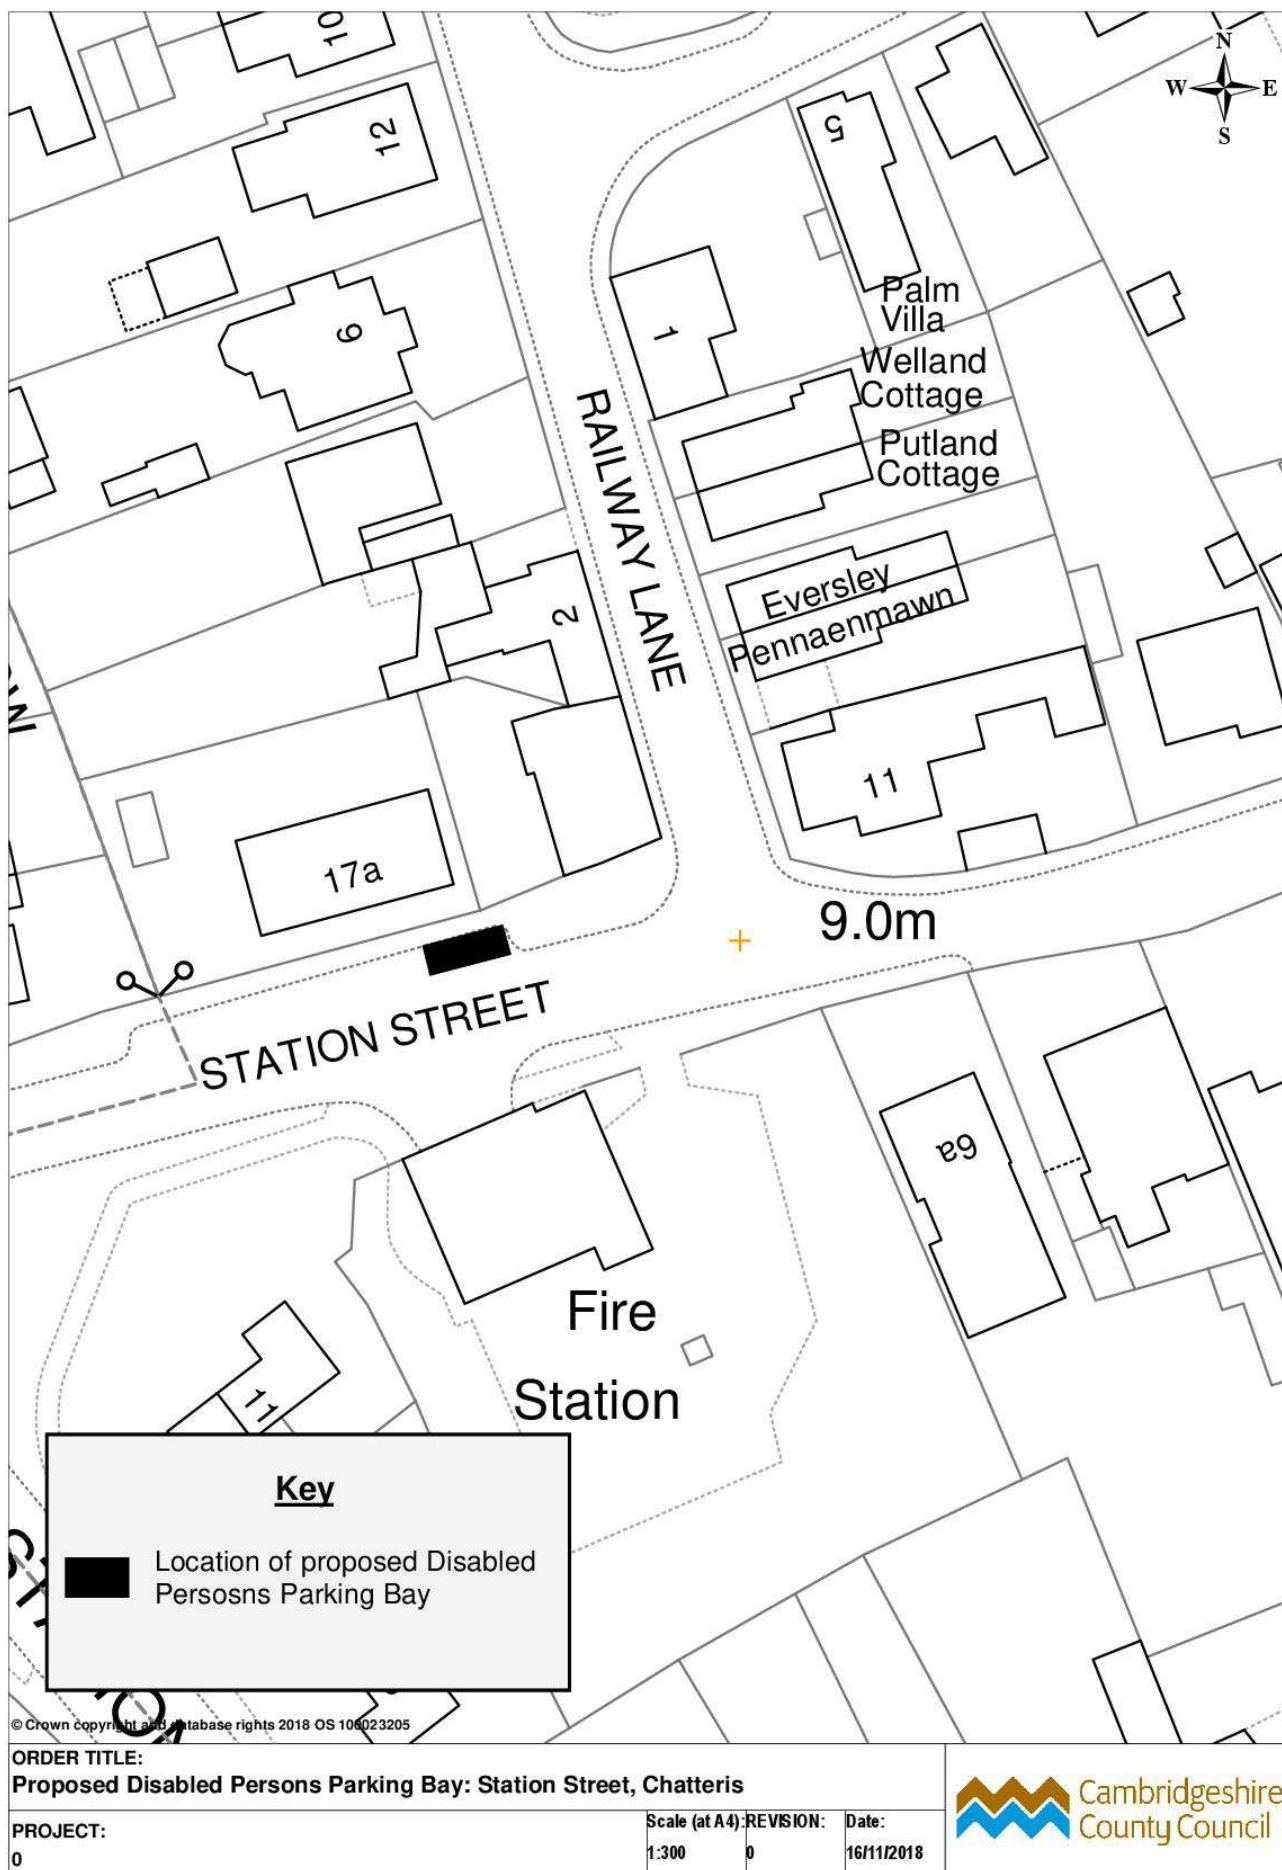 10
N
W E
S
12
5
6
1
Palm
Villa
Welland
Cottage
Putland
Cottage
RAILWAY LANE
2
Eversley
Pennaenmawn
11
17a
9.0m
STATION STREET
6a
Fire
Station
11
Key
Location of proposed Disabled
Persosns Parking Bay
© Crown copyright and database rights 2018 OS 100023205
ORDER TITLE:
Proposed Disabled Persons Parking Bay: Station Street, Chatteris
PROJECT:
0
Scale (at A4):
1:300
REVISION:
0
Date:
16/11/2018
Cambridgeshire
County Council